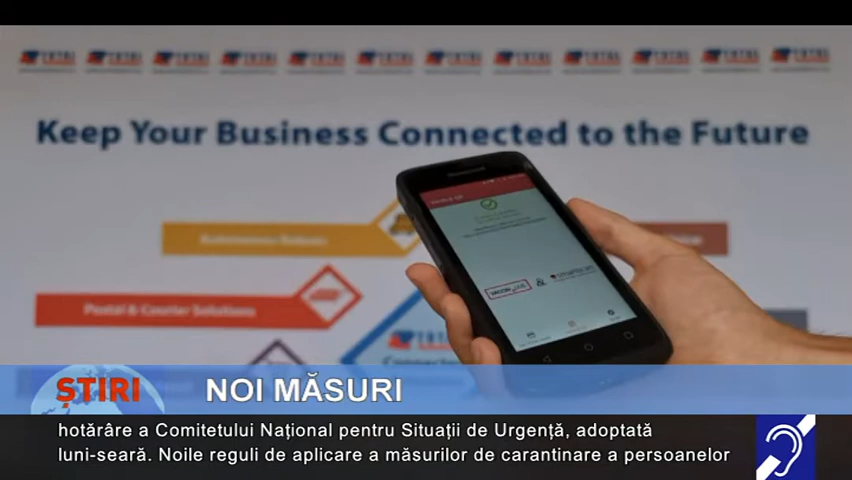 Keep Your Business Connected to the Future
Postal & Courier Solutions
&
ȘTIRI
NOI MĂSURI
hotărâre a Comitetului Național pentru Situații de Urgență, adoptată
luni-seară. Noile reguli de aplicare a măsurilor de carantinare a persoanelor